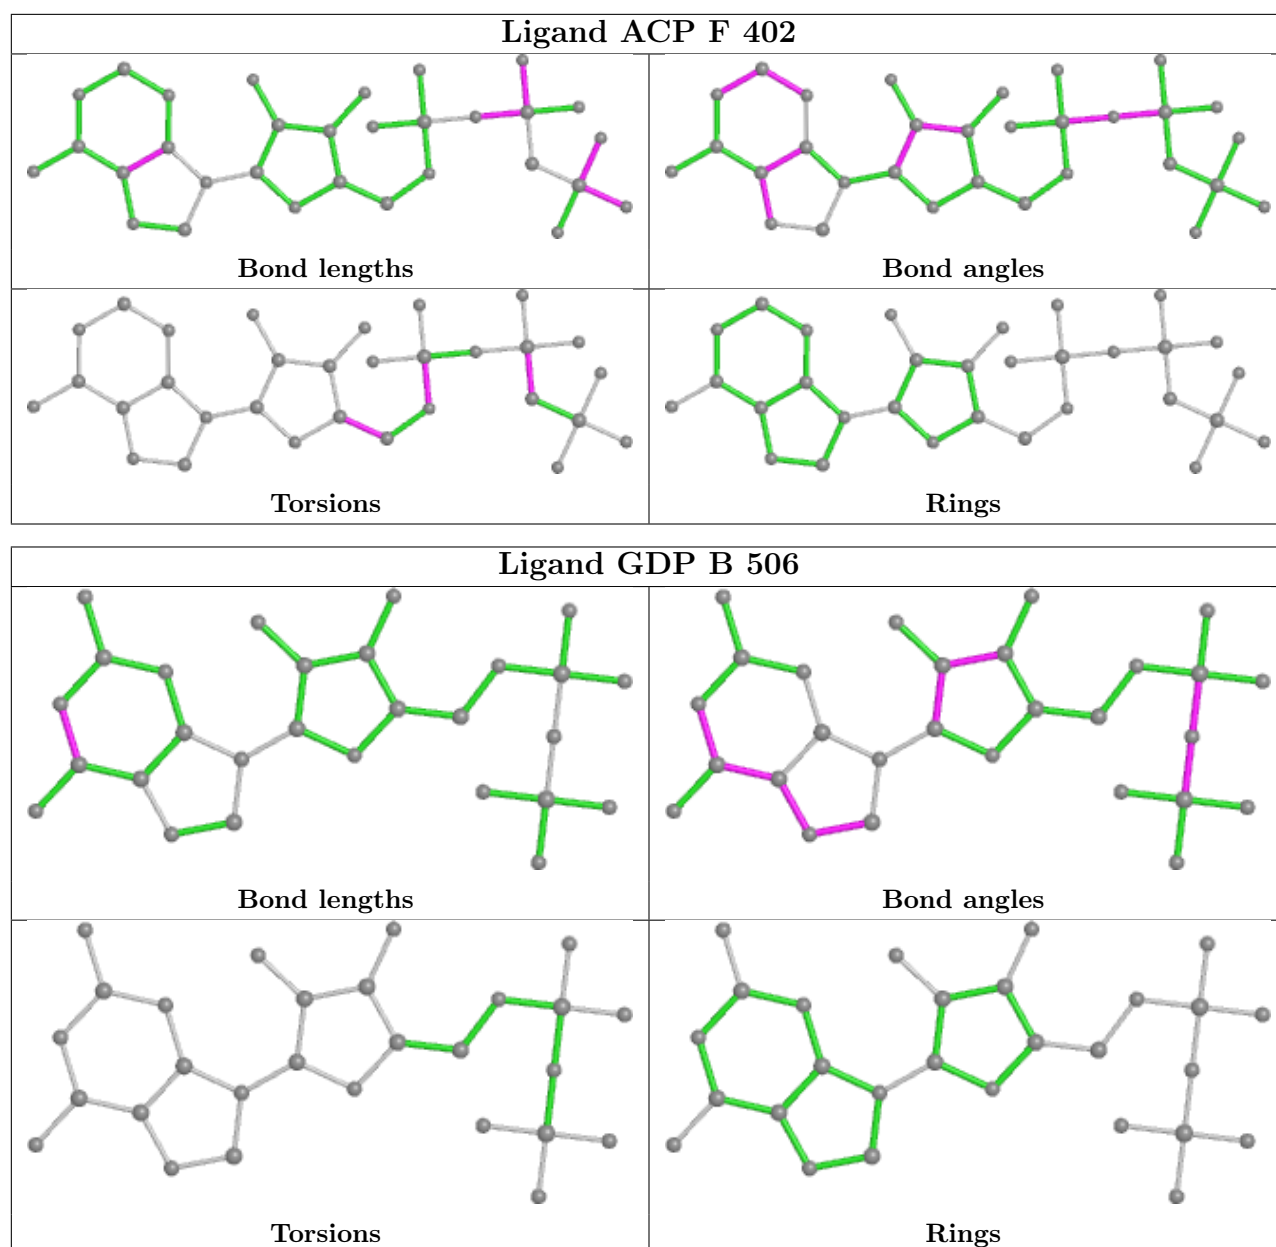 Ligand ACP F 402
Bond lengths
Bond angles
Torsions
Rings
Ligand GDP B 506
Bond lengths
Bond angles
Torsions
Rings